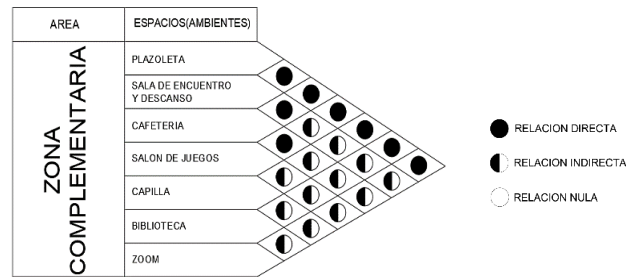 AREA
ESPACIOS(AMBIENTES)
ZONA
COMPLEMENTARIA
PLAZOLETA
SALA DE ENCUENTRO
Y DESCANSO
CAFETERIA
SALON DE JUEGOS
CAPILLA
BIBLIOTECA
ZOOM
RELACION DIRECTA
RELACION INDIRECTA
RELACION NULA